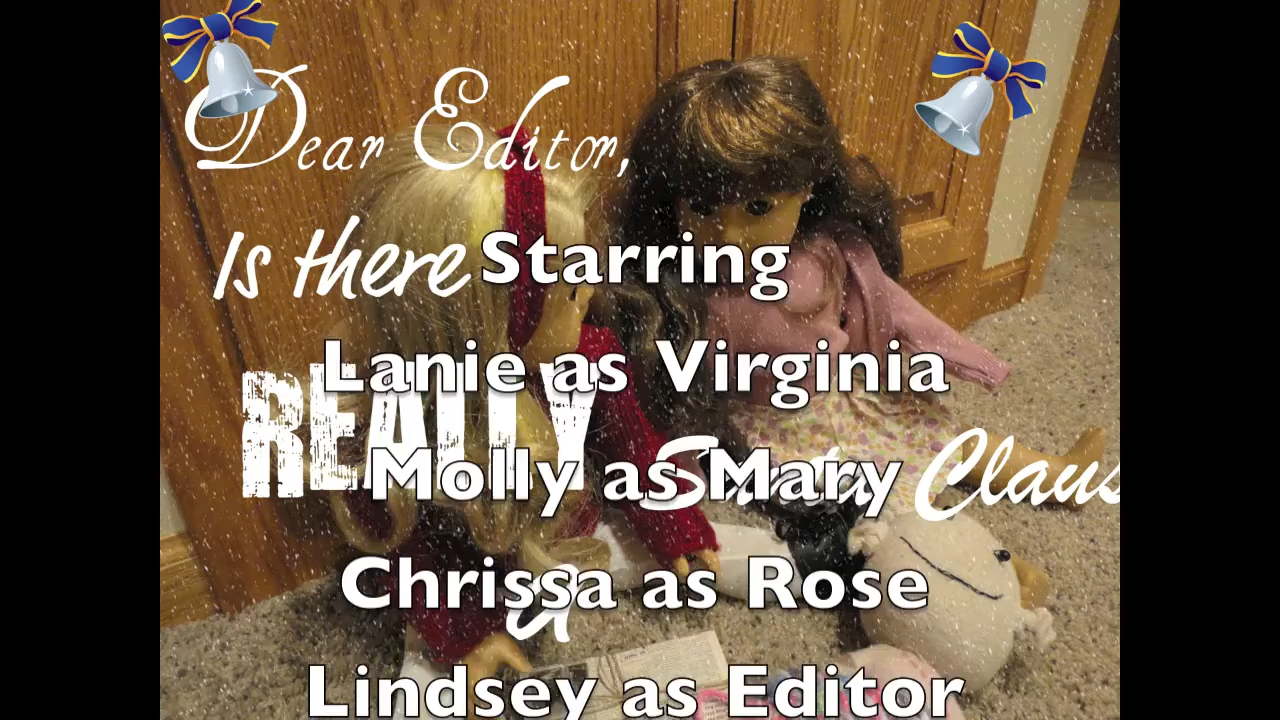 Dear Editor,
Is there
Starring
Lanie as Virginia
REALLY
Molly as Mary
Santa Claus
Chrissa as Rose
a
Lindsey as Editor